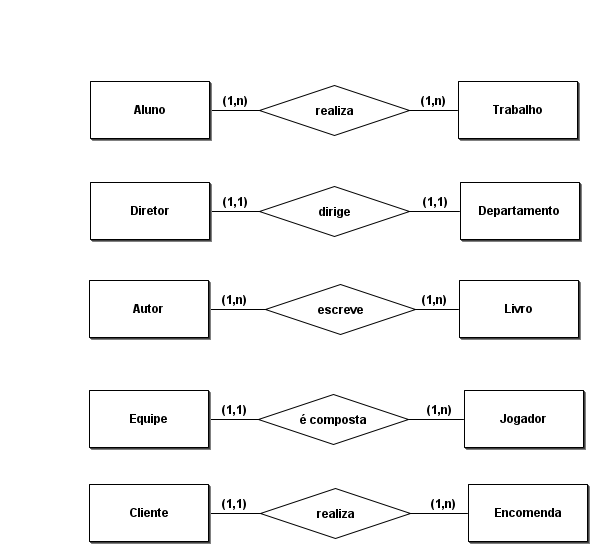 Aluno (1,n) realiza (1,n) Trabalho
Diretor (1,1) dirige (1,1) Departamento
Autor (1,n) escreve (1,n) Livro
Equipe (1,1) é composta (1,n) Jogador
Cliente (1,1) realiza (1,n) Encomenda